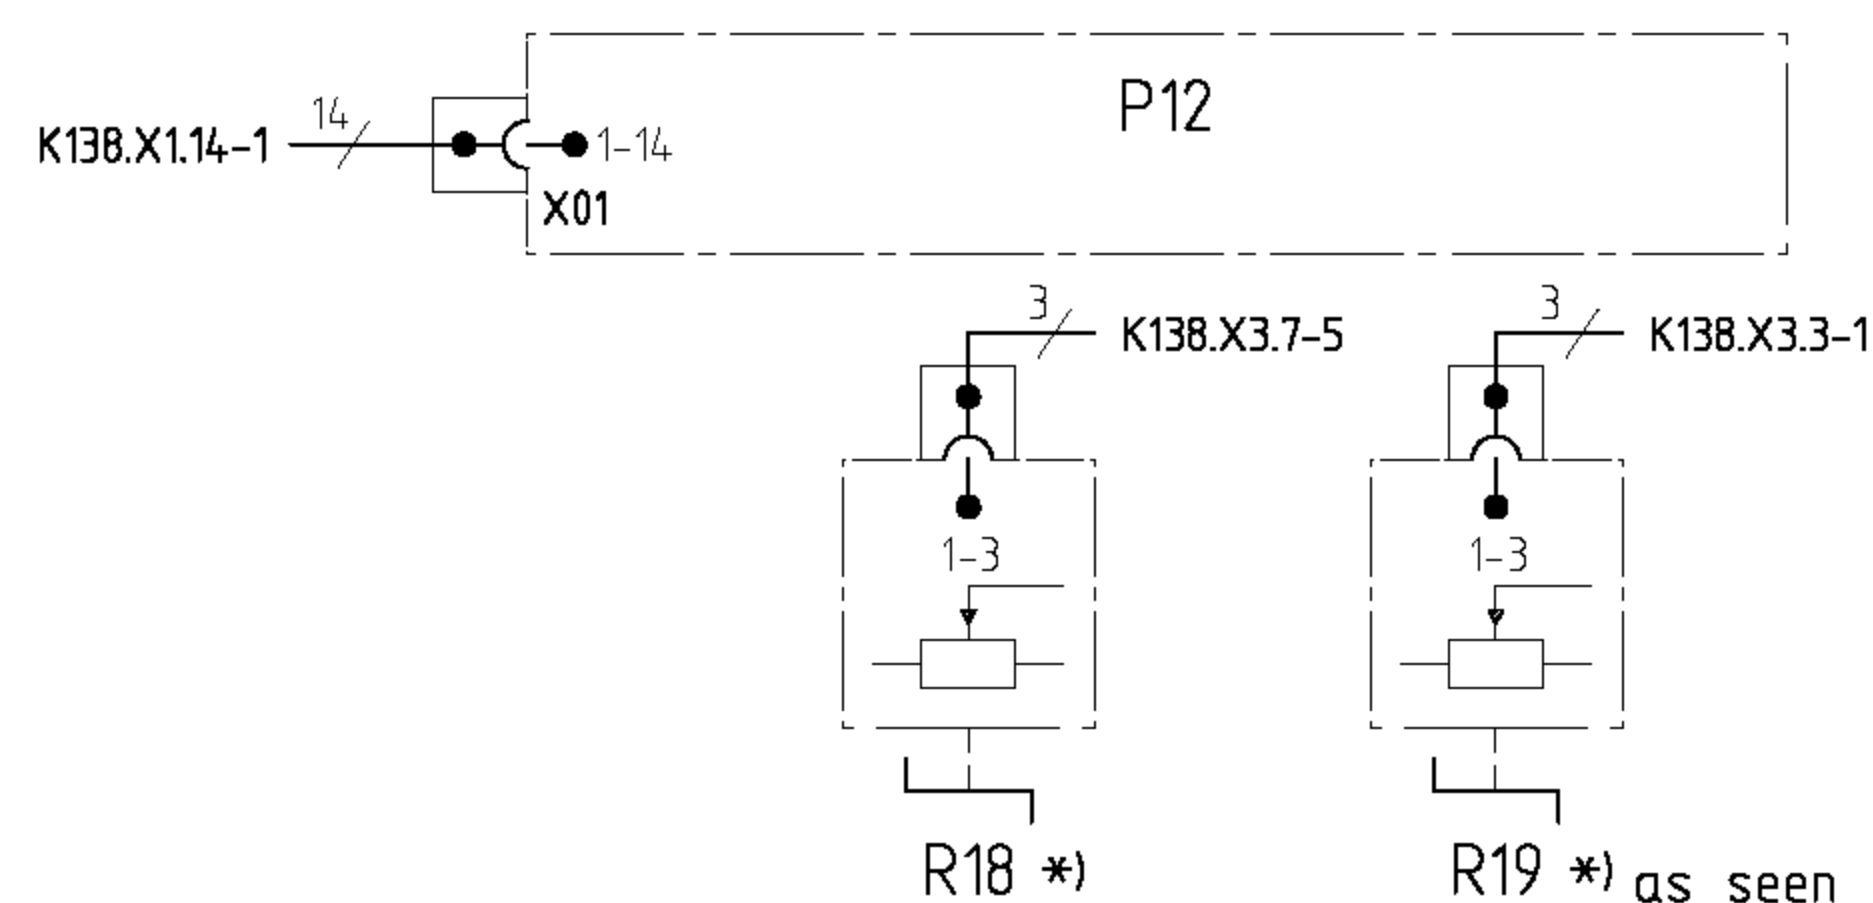 P12
14
K138.X1.14-1
1-14
X01
3
K138.X3.7-5
3
K138.X3.3-1
1-3
1-3
R18 *)
R19 *) as seen